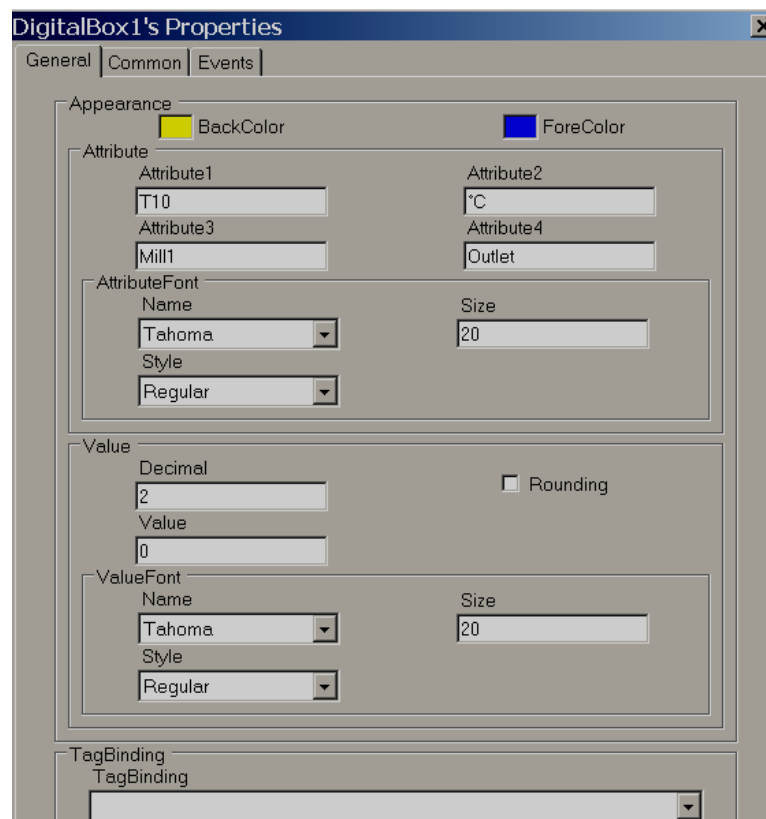 DigitalBox1's Properties
General Common Events
Appearance
BackColor ForeColor
Attribute
Attribute1 Attribute2
T10 °C
Attribute3 Attribute4
Mill1 Outlet
AttributeFont
Name Size
Tahoma 20
Style
Regular
Value
Decimal
2 Rounding
Value
0
ValueFont
Name Size
Tahoma 20
Style
Regular
TagBinding
TagBinding